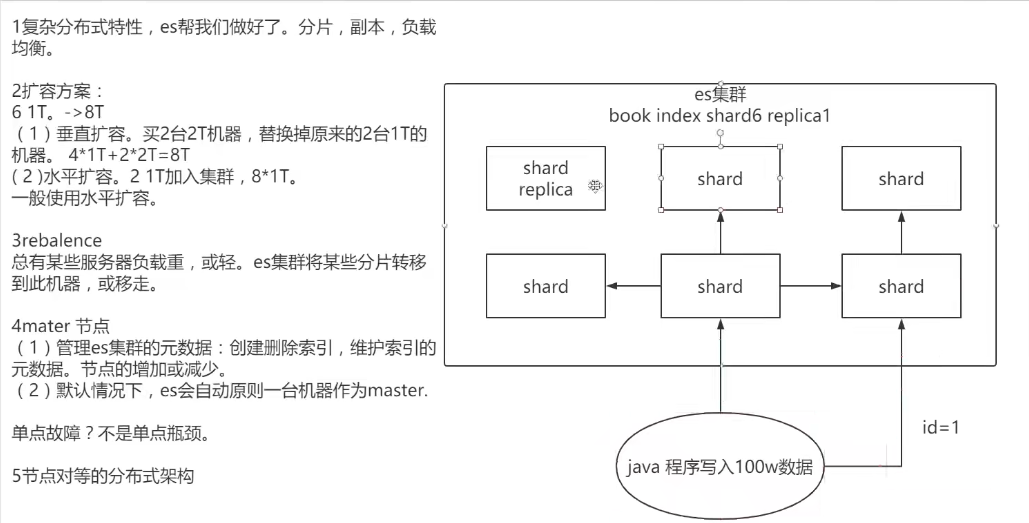 1复杂分布式特性，es帮我们做好了。分片，副本，负载
均衡。
2扩容方案：
6 1T。->8T
（1）垂直扩容。买2台2T机器，替换掉原来的2台1T的
机器。 4*1T+2*2T=8T
(2)水平扩容。2 1T加入集群，8*1T。
一般使用水平扩容。
3rebalence
总有某些服务器负载重，或轻。es集群将某些分片转移
到此机器，或移走。
4mater 节点
（1）管理es集群的元数据：创建删除索引，维护索引的
元数据。节点的增加或减少。
（2）默认情况下，es会自动原则一台机器作为master.
单点故障？不是单点瓶颈。
5节点对等的分布式架构
es集群
book index shard6 replica1
shard
replica
shard
shard
shard
shard
shard
id=1
java 程序写入100w数据